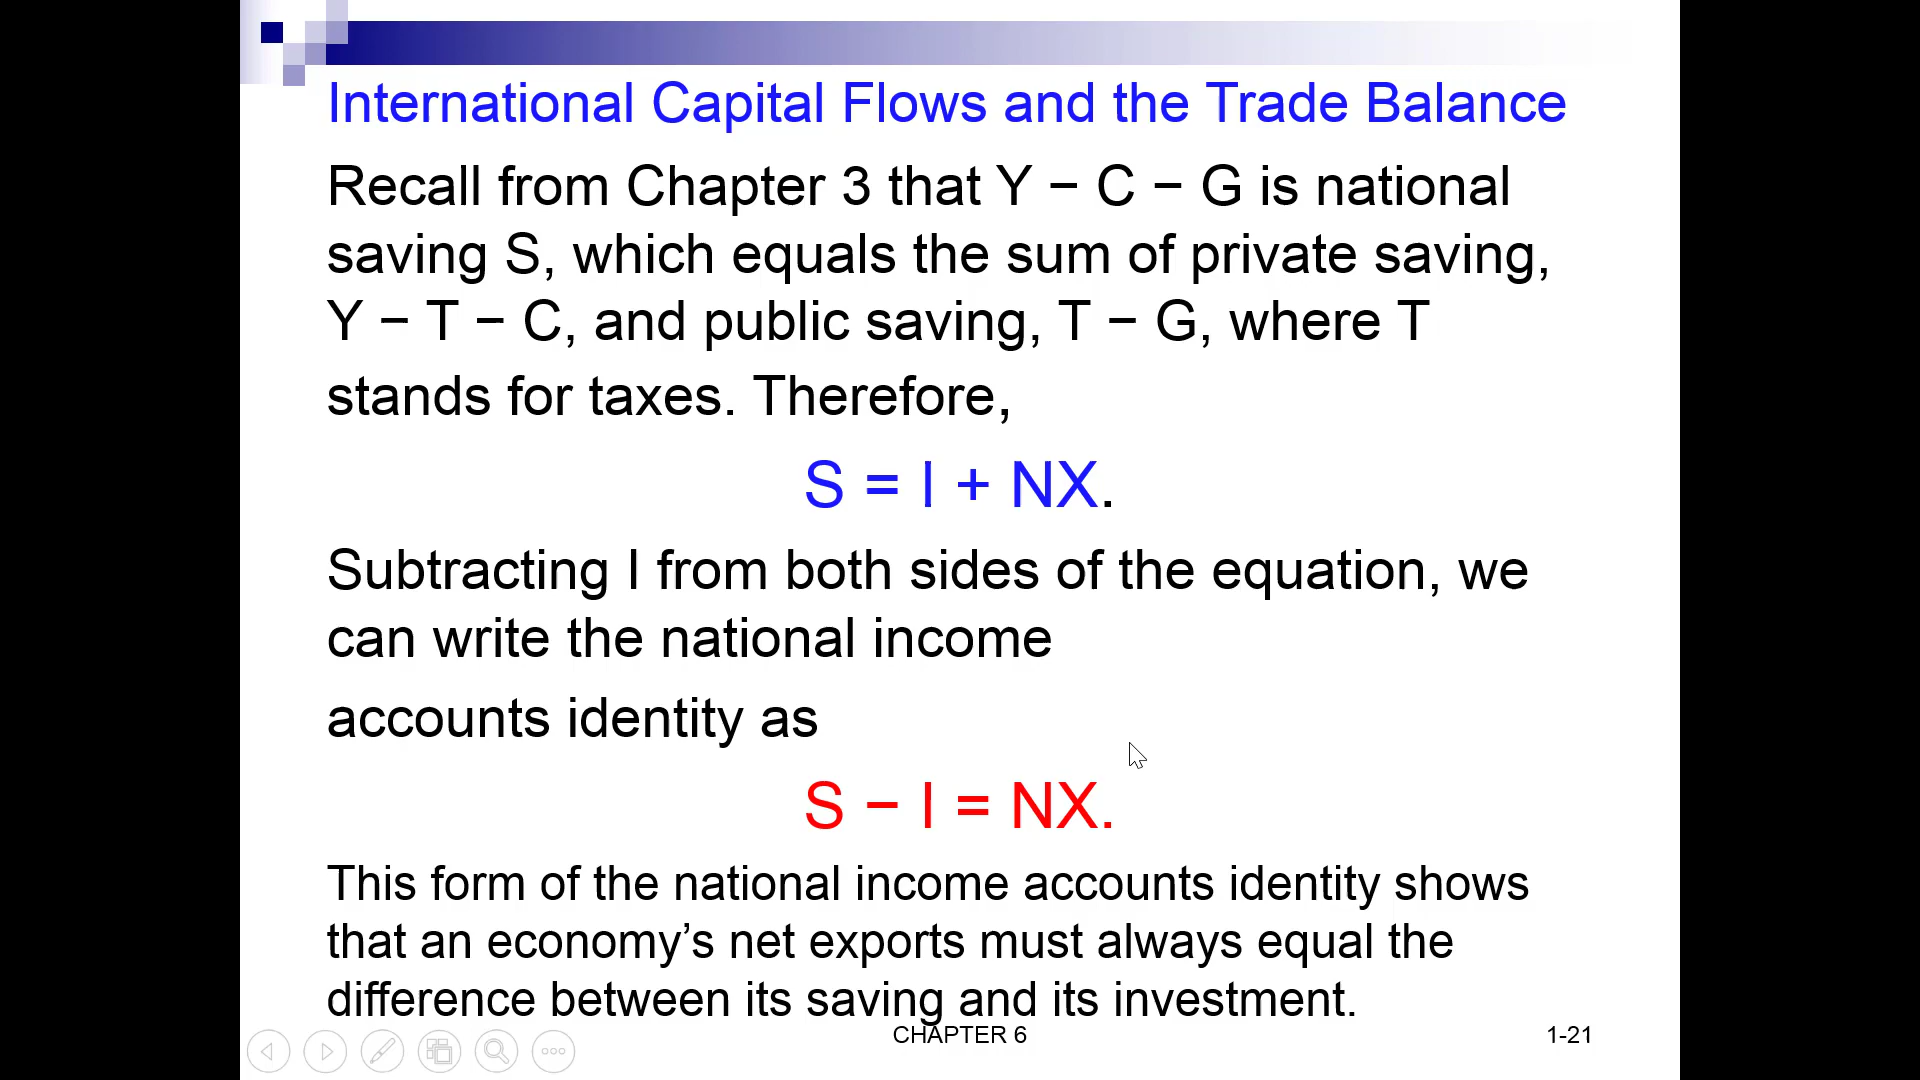 International Capital Flows and the Trade Balance
Recall from Chapter 3 that Y − C − G is national
saving S, which equals the sum of private saving,
Y − T − C, and public saving, T − G, where T
stands for taxes. Therefore,
S = I + NX.
Subtracting I from both sides of the equation, we
can write the national income
accounts identity as
S − I = NX.
This form of the national income accounts identity shows
that an economy’s net exports must always equal the
difference between its saving and its investment.
CHAPTER 6
1-21